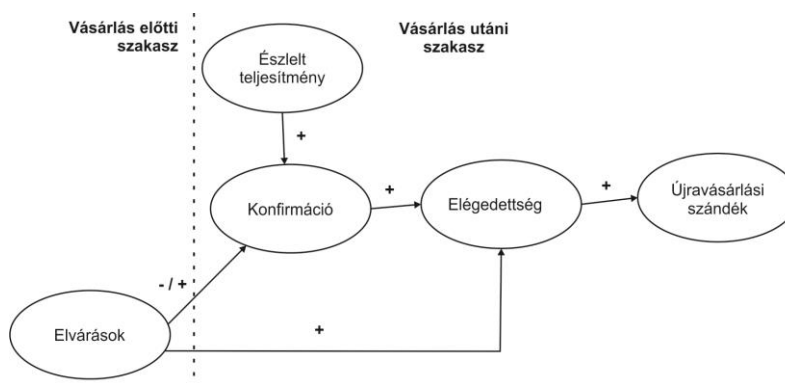 Vásárlás előtti
szakasz
Vásárlás utáni
szakasz
Észlelt
teljesítmény
+
Konfirmáció
+
Elégedettség
+
Újravásárlási
szándék
- / +
Elvárások
+